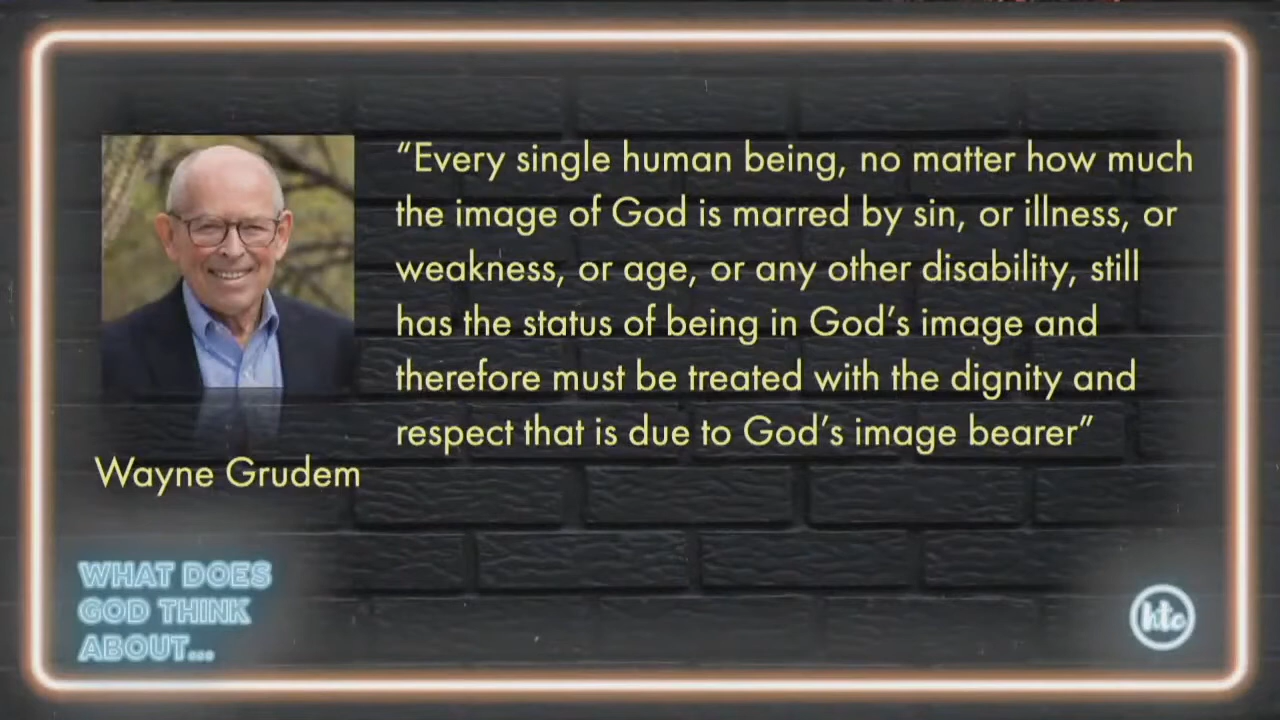 “Every single human being, no matter how much
the image of God is marred by sin, or illness, or
weakness, or age, or any other disability, still
has the status of being in God’s image and
therefore must be treated with the dignity and
respect that is due to God’s image bearer”
Wayne Grudem
WHAT DOES
GOD THINK
ABOUT...
htc